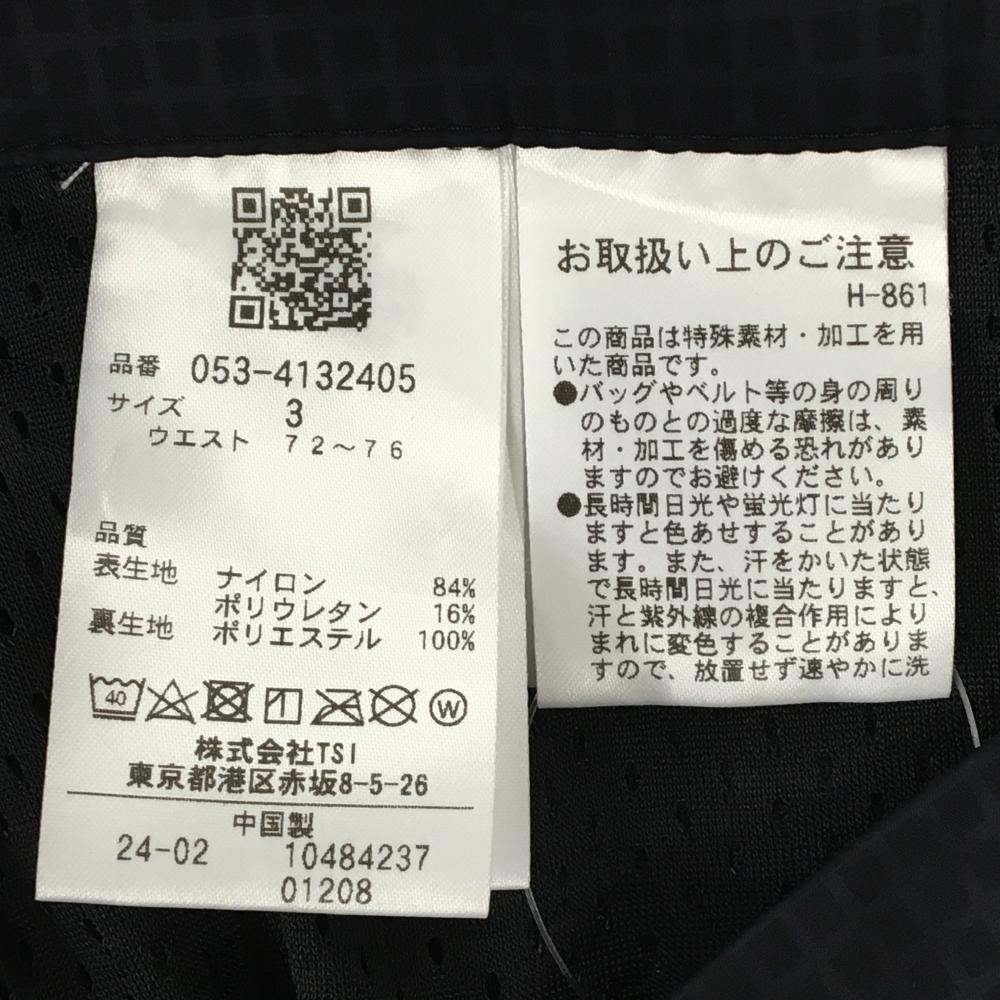 品番 053-4132405
サイズ 3
ウエスト 72～76
品質
表生地 ナイロン 84%
ポリウレタン 16%
裏生地 ポリエステル 100%
40
W
株式会社TSI
東京都港区赤坂8-5-26
中国製
24-02 10484237
01208
お取扱い上のご注意
H-861
この商品は特殊素材・加工を用
いた商品です。
●バッグやベルト等の身の周り
のものとの過度な摩擦は、素
材・加工を傷める恐れがあり
ますのでお避けください。
●長時間日光や蛍光灯に当たり
ますと色あせすることがあり
ます。また、汗をかいた状態
で長時間日光に当たりますと、
汗と紫外線の複合作用により
まれに変色することがありま
すので、放置せず速やかに洗